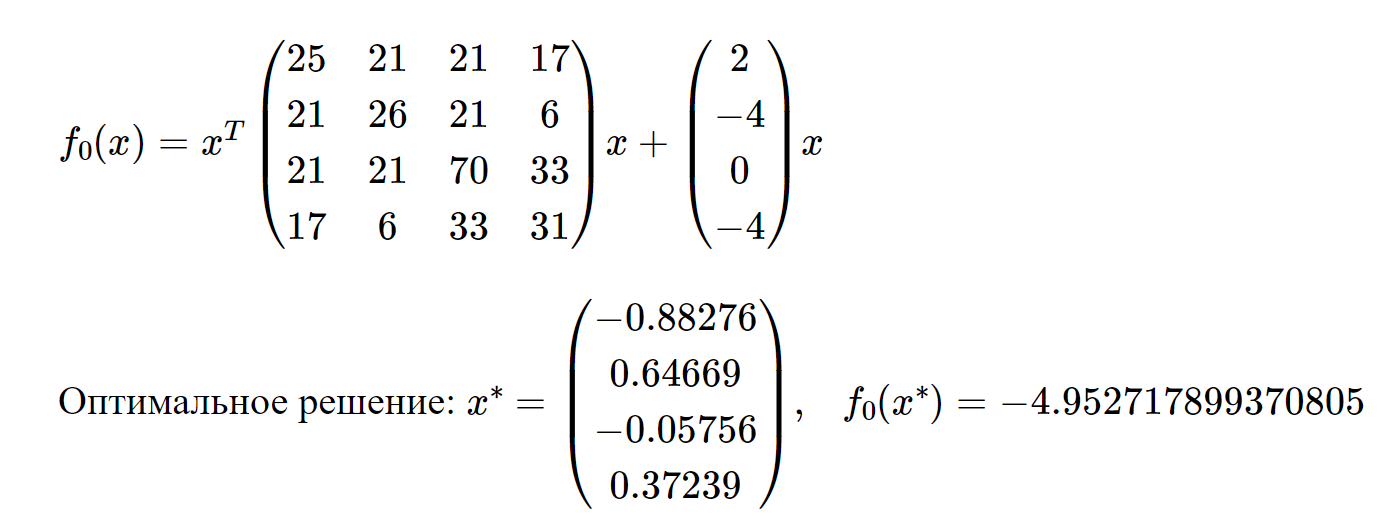 f₀(x) = xᵀ (25 21 21 17; 21 26 21 6; 21 21 70 33; 17 6 33 31) x + (2; −4; 0; −4) x
Оптимальное решение: x* = (−0.88276; 0.64669; −0.05756; 0.37239), f₀(x*) = −4.952717899370805